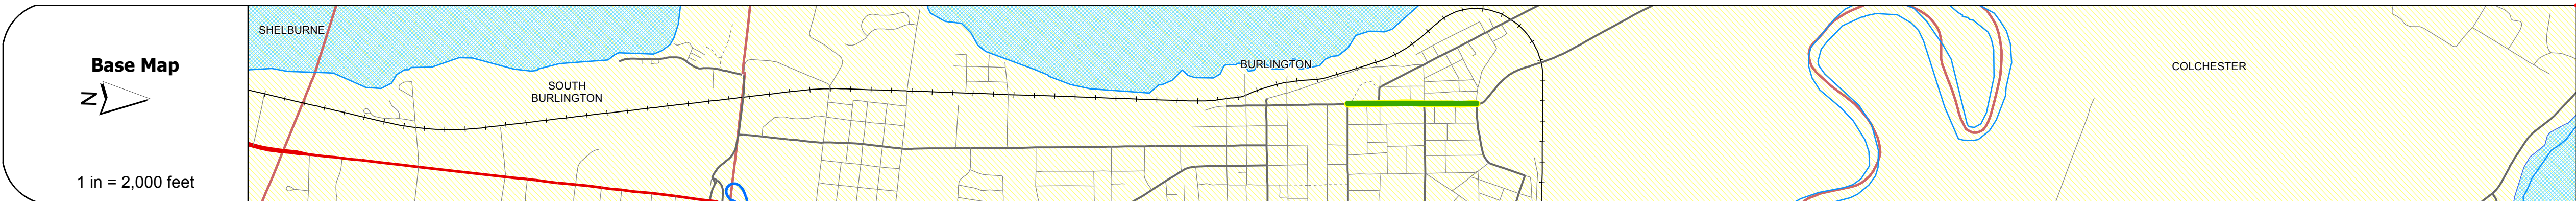 Base Map
N
1 in = 2,000 feet
SHELBURNE
SOUTH
BURLINGTON
BURLINGTON
COLCHESTER